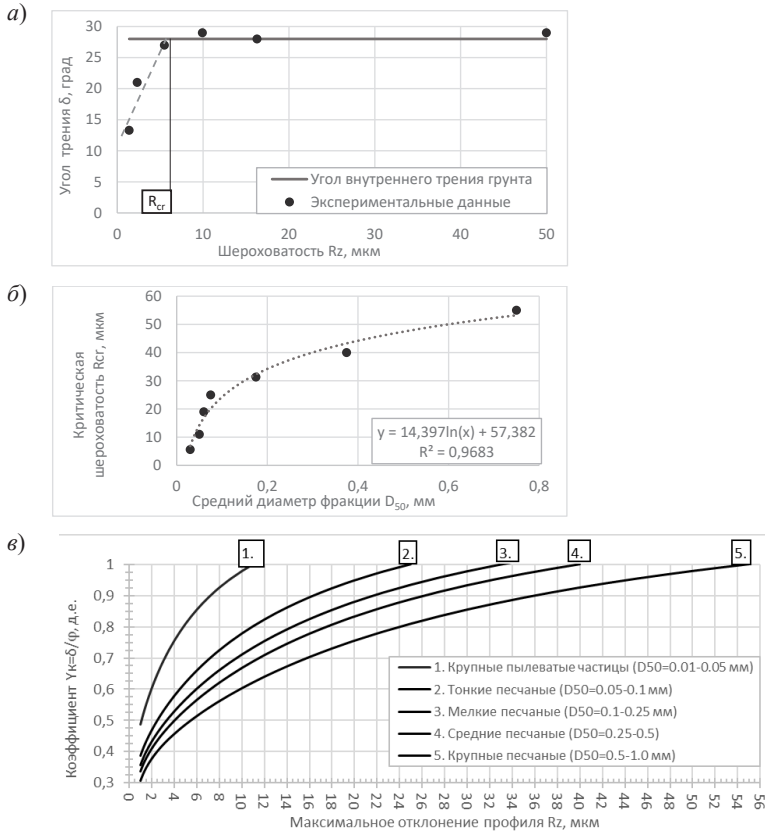 а)
30
25
20
15
10
5
0
Угол трения δ, град
R_cr
Угол внутреннего трения грунта
Экспериментальные данные
0 10 20 30 40 50
Шероховатость Rz, мкм
б)
60
50
40
30
20
10
0
Критическая
шероховатость Rcr, мкм
y = 14,397ln(x) + 57,382
R² = 0,9683
0 0,2 0,4 0,6 0,8
Средний диаметр фракции D₅₀, мм
в)
1. 2. 3. 4. 5.
1
0,9
0,8
0,7
0,6
0,5
0,4
0,3
Коэффициент Yк=δ/φ, д.е.
1. Крупные пылеватые частицы (D50=0.01-0.05 мм)
2. Тонкие песчаные (D50=0.05-0.1 мм)
3. Мелкие песчаные (D50=0.1-0.25 мм)
4. Средние песчаные (D50=0.25-0.5)
5. Крупные песчаные (D50=0.5-1.0 мм)
0 2 4 6 8 10 12 14 16 18 20 22 24 26 28 30 32 34 36 38 40 42 44 46 48 50 52 54 56
Максимальное отклонение профиля Rz, мкм